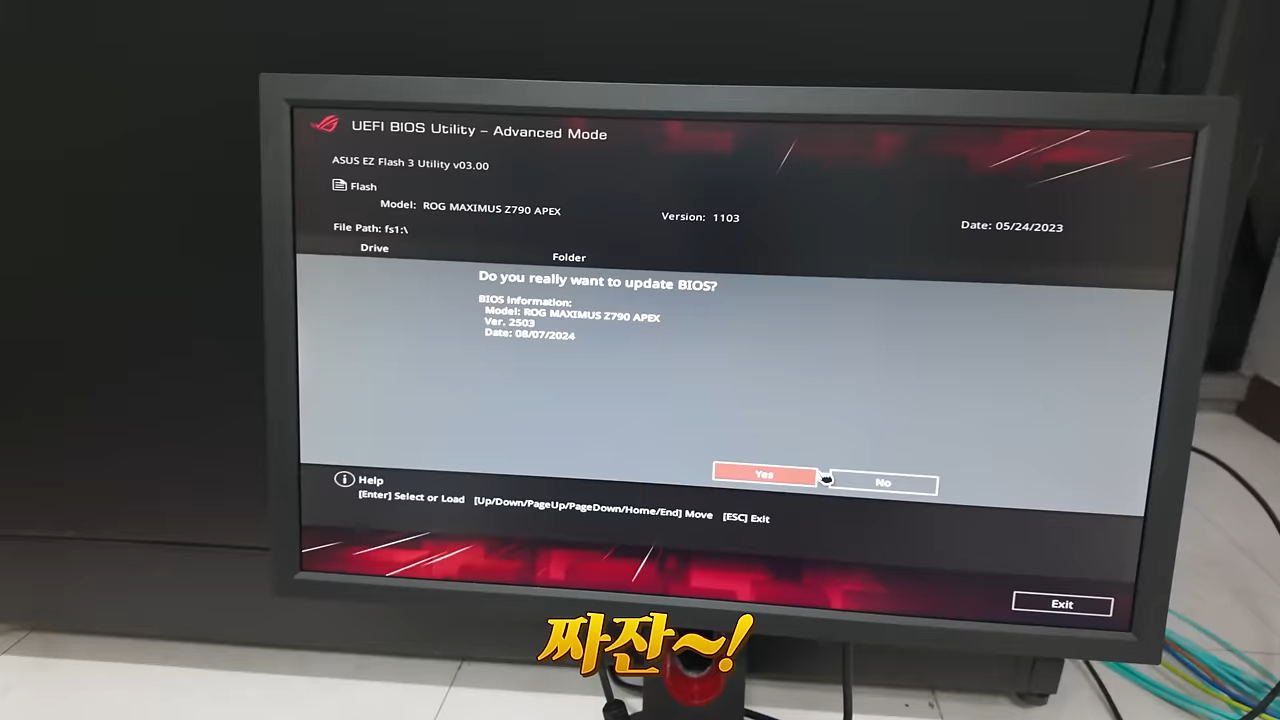 UEFI BIOS Utility – Advanced Mode
ASUS EZ Flash 3 Utility v03.00
Flash
Model: ROG MAXIMUS Z790 APEX Version: 1103 Date: 05/24/2023
File Path: fs1:\
Drive Folder
Do you really want to update BIOS?
BIOS information:
Model: ROG MAXIMUS Z790 APEX
Ver. 2503
Date: 08/07/2024
Yes No
Help
[Enter] Select or Load [Up/Down/PageUp/PageDown/Home/End] Move [ESC] Exit
Exit
짜잔~!